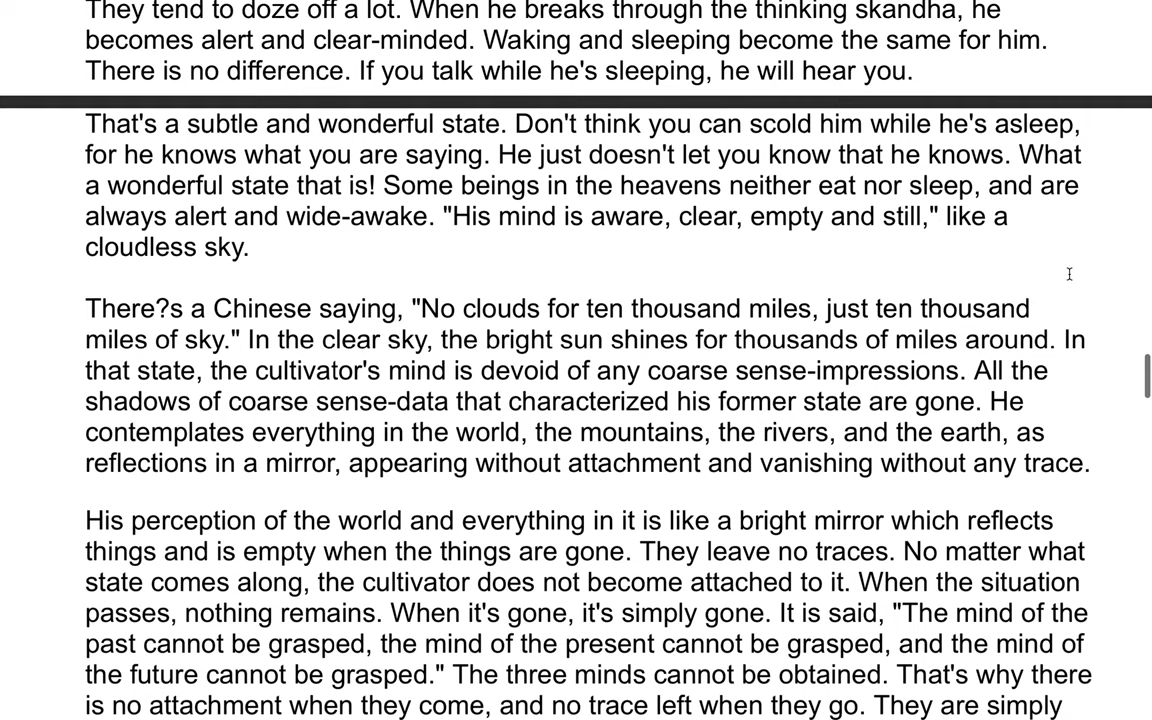 They tend to doze off a lot. When he breaks through the thinking skandha, he
becomes alert and clear-minded. Waking and sleeping become the same for him.
There is no difference. If you talk while he's sleeping, he will hear you.
That's a subtle and wonderful state. Don't think you can scold him while he's asleep,
for he knows what you are saying. He just doesn't let you know that he knows. What
a wonderful state that is! Some beings in the heavens neither eat nor sleep, and are
always alert and wide-awake. "His mind is aware, clear, empty and still," like a
cloudless sky.
There?s a Chinese saying, "No clouds for ten thousand miles, just ten thousand
miles of sky." In the clear sky, the bright sun shines for thousands of miles around. In
that state, the cultivator's mind is devoid of any coarse sense-impressions. All the
shadows of coarse sense-data that characterized his former state are gone. He
contemplates everything in the world, the mountains, the rivers, and the earth, as
reflections in a mirror, appearing without attachment and vanishing without any trace.
His perception of the world and everything in it is like a bright mirror which reflects
things and is empty when the things are gone. They leave no traces. No matter what
state comes along, the cultivator does not become attached to it. When the situation
passes, nothing remains. When it's gone, it's simply gone. It is said, "The mind of the
past cannot be grasped, the mind of the present cannot be grasped, and the mind of
the future cannot be grasped." The three minds cannot be obtained. That's why there
is no attachment when they come, and no trace left when they go. They are simply